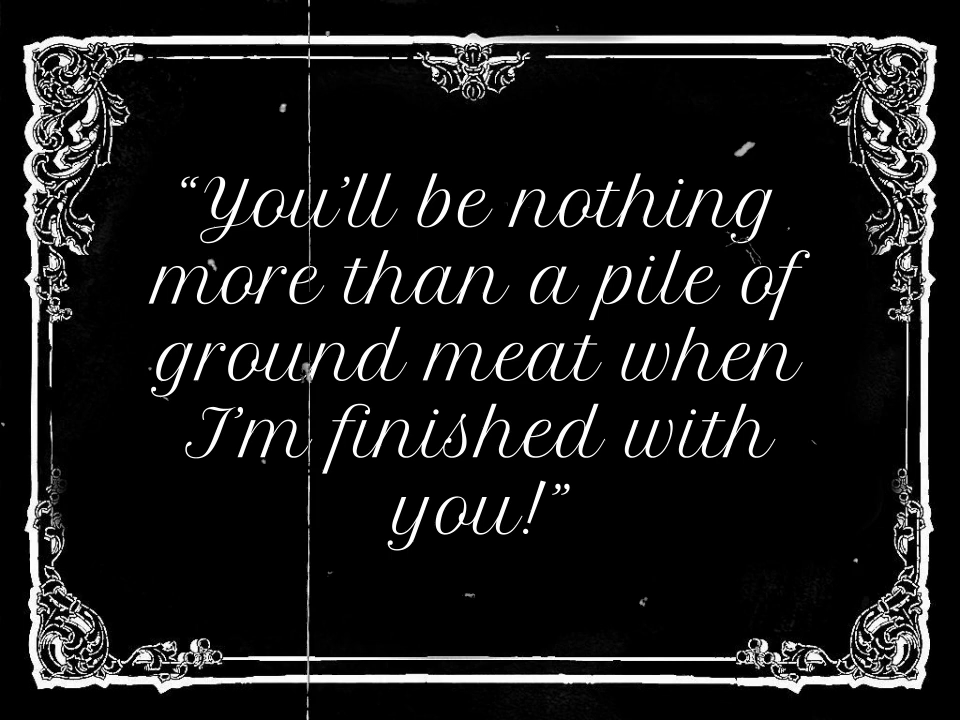 “You’ll be nothing
more than a pile of
ground meat when
I’m finished with
you!”